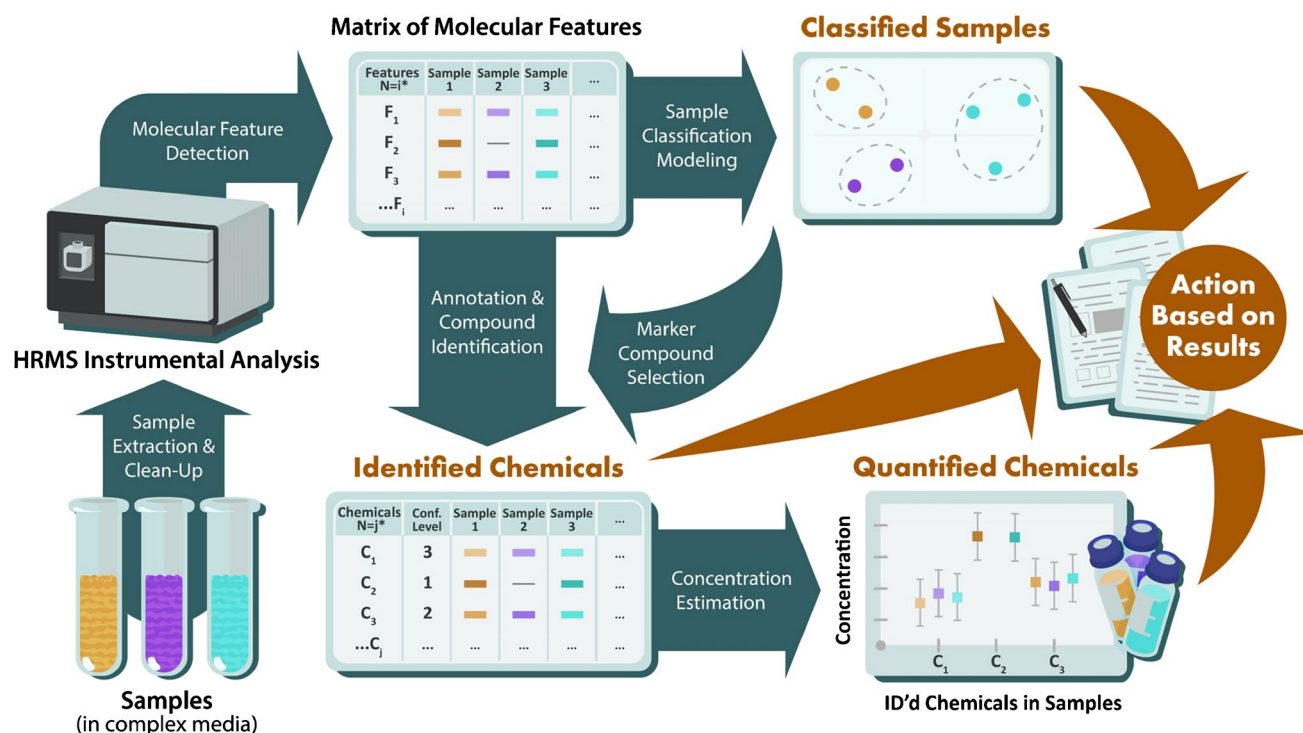 Matrix of Molecular Features
Classified Samples
Features
N=i*
Sample
1
Sample
2
Sample
3
...
F₁
...
F₂
—
...
F₃
...
...Fᵢ
...
...
...
...
Molecular Feature
Detection
Sample
Classification
Modeling
HRMS Instrumental Analysis
Annotation &
Compound
Identification
Marker
Compound
Selection
Action
Based on
Results
Sample
Extraction &
Clean-Up
Identified Chemicals
Quantified Chemicals
Chemicals
N=j*
Conf.
Level
Sample
1
Sample
2
Sample
3
...
C₁
3
...
C₂
1
—
...
C₃
2
...
...Cⱼ
...
...
...
...
...
Concentration
Estimation
Concentration
C₁
C₂
C₃
ID'd Chemicals in Samples
Samples
(in complex media)